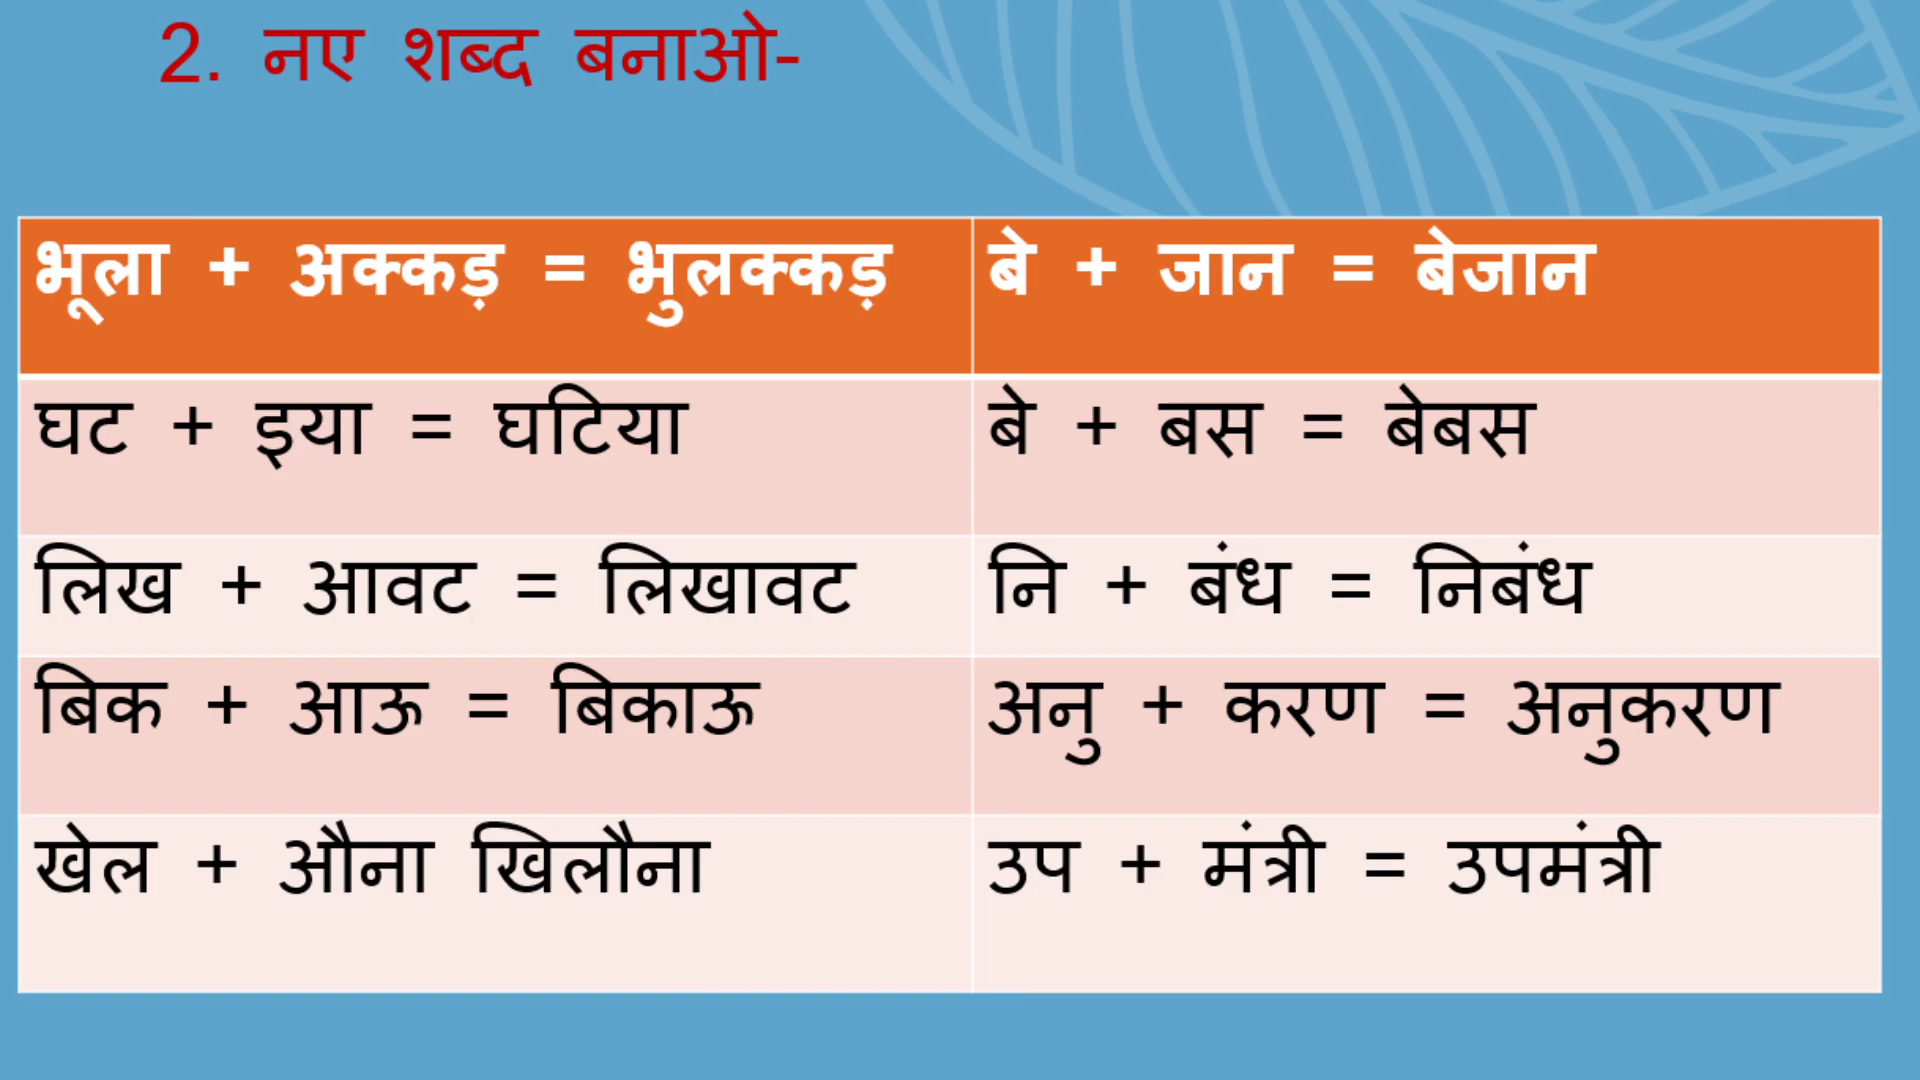 2. नए शब्द बनाओ-
भूला + अक्कड़ = भुलक्कड़
बे + जान = बेजान
घट + इया = घटिया
बे + बस = बेबस
लिख + आवट = लिखावट
नि + बंध = निबंध
बिक + आऊ = बिकाऊ
अनु + करण = अनुकरण
खेल + औना खिलौना
उप + मंत्री = उपमंत्री